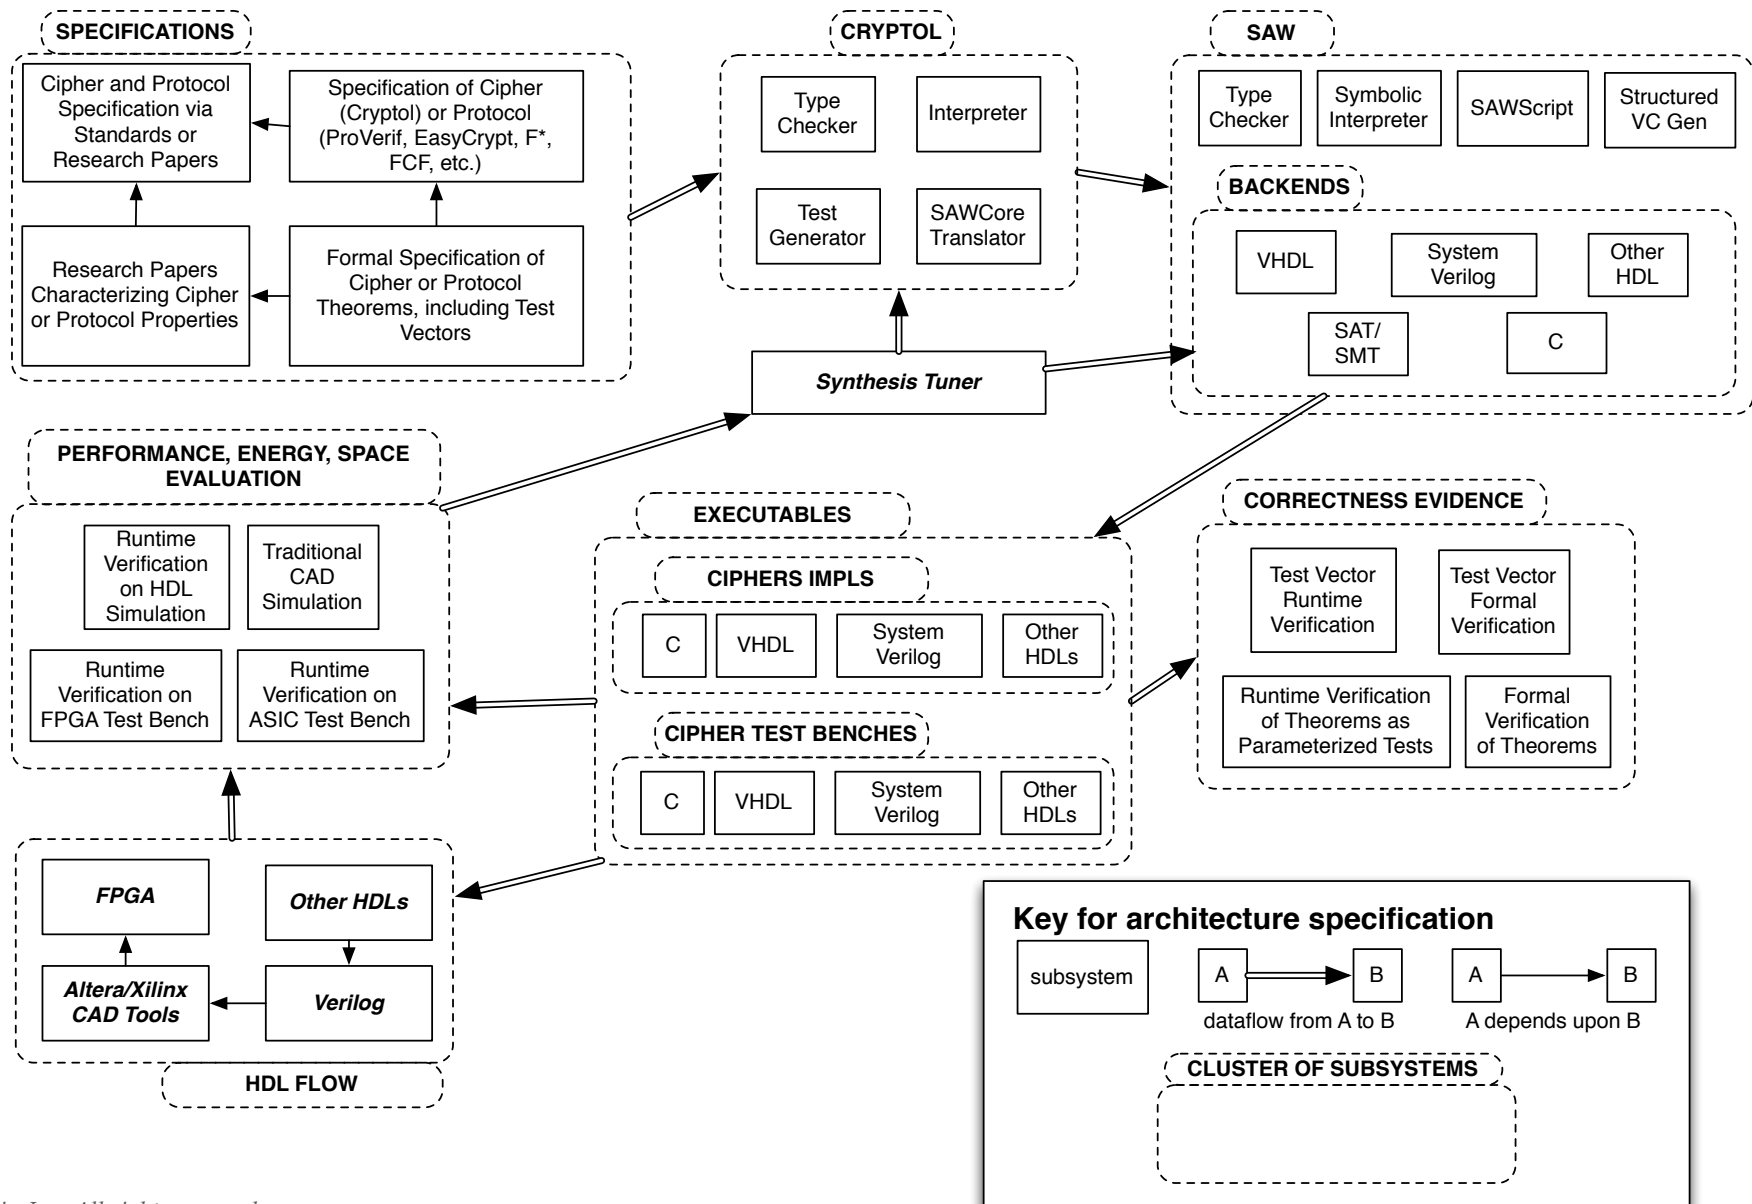 SPECIFICATIONS
Cipher and Protocol
Specification via
Standards or
Research Papers
Specification of Cipher
(Cryptol) or Protocol
(ProVerif, EasyCrypt, F*,
FCF, etc.)
Research Papers
Characterizing Cipher
or Protocol Properties
Formal Specification of
Cipher or Protocol
Theorems, including Test
Vectors
CRYPTOL
Type
Checker
Interpreter
Test
Generator
SAWCore
Translator
SAW
Type
Checker
Symbolic
Interpreter
SAWScript
Structured
VC Gen
BACKENDS
VHDL
System
Verilog
Other
HDL
SAT/
SMT
C
Synthesis Tuner
PERFORMANCE, ENERGY, SPACE
EVALUATION
Runtime
Verification
on HDL
Simulation
Traditional
CAD
Simulation
Runtime
Verification on
FPGA Test Bench
Runtime
Verification on
ASIC Test Bench
EXECUTABLES
CIPHERS IMPLS
C
VHDL
System
Verilog
Other
HDLs
CIPHER TEST BENCHES
C
VHDL
System
Verilog
Other
HDLs
CORRECTNESS EVIDENCE
Test Vector
Runtime
Verification
Test Vector
Formal
Verification
Runtime Verification
of Theorems as
Parameterized Tests
Formal
Verification
of Theorems
FPGA
Other HDLs
Altera/Xilinx
CAD Tools
Verilog
HDL FLOW
Key for architecture specification
subsystem
A
B
dataflow from A to B
A
B
A depends upon B
CLUSTER OF SUBSYSTEMS